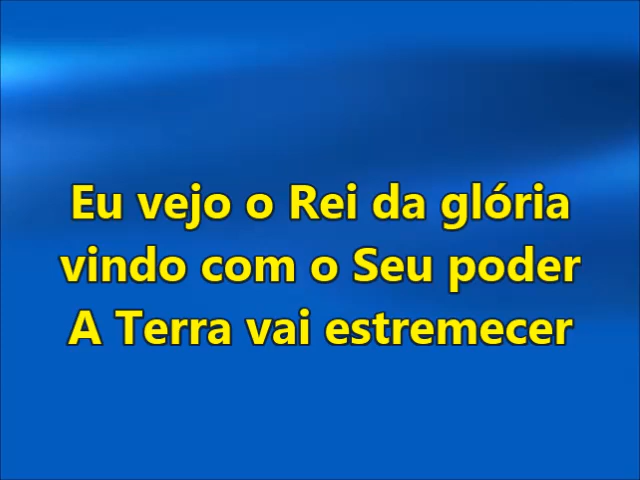 Eu vejo o Rei da glória
vindo com o Seu poder
A Terra vai estremecer